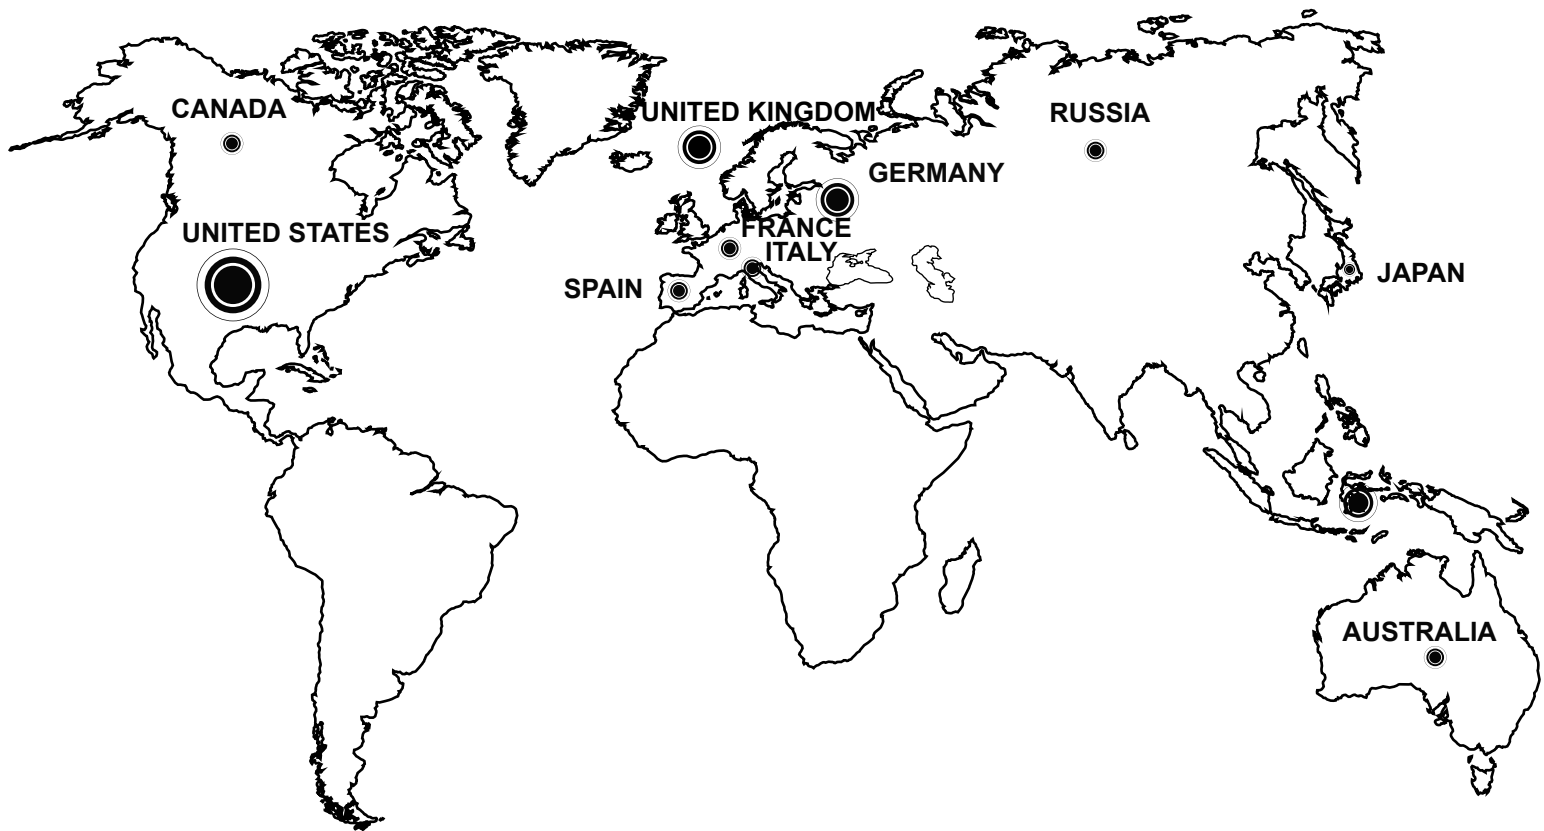 CANADA
UNITED KINGDOM
RUSSIA
GERMANY
UNITED STATES
FRANCE
ITALY
SPAIN
JAPAN
AUSTRALIA